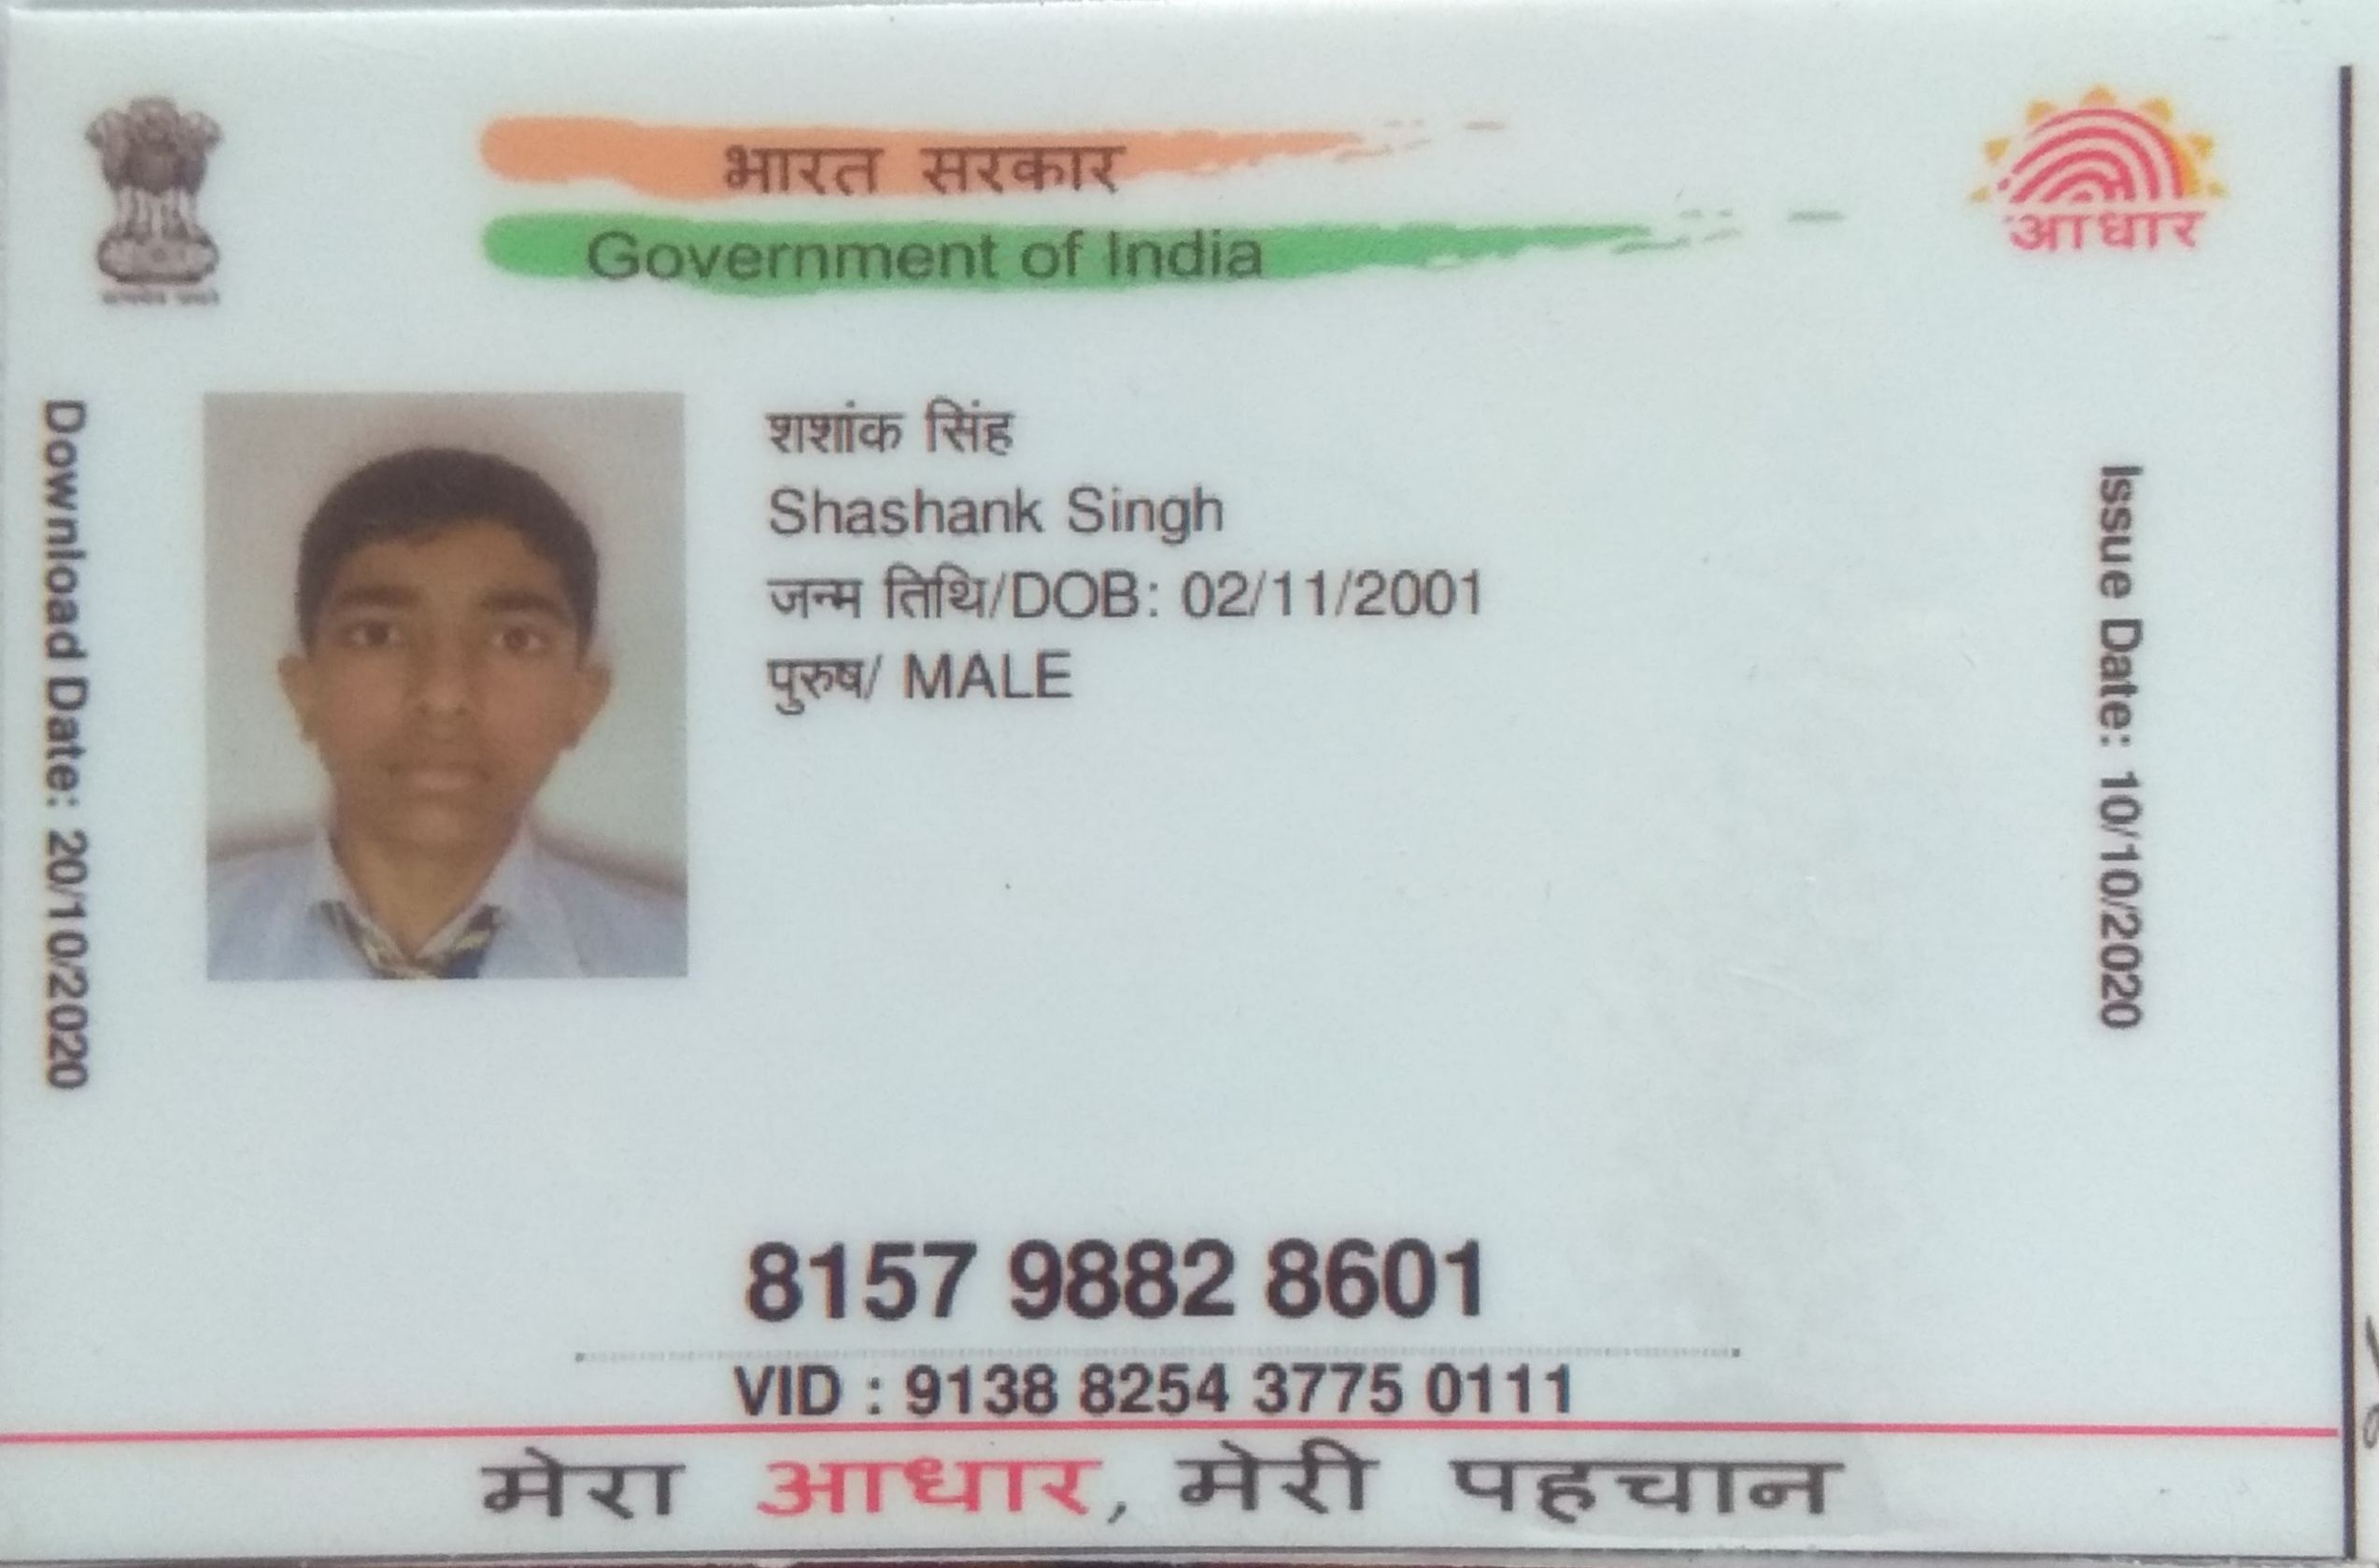 भारत सरकार
Government of India
आधार
शशांक सिंह
Shashank Singh
जन्म तिथि/DOB: 02/11/2001
पुरुष/ MALE
Download Date: 20/10/2020
Issue Date: 10/10/2020
8157 9882 8601
VID : 9138 8254 3775 0111
मेरा आधार, मेरी पहचान